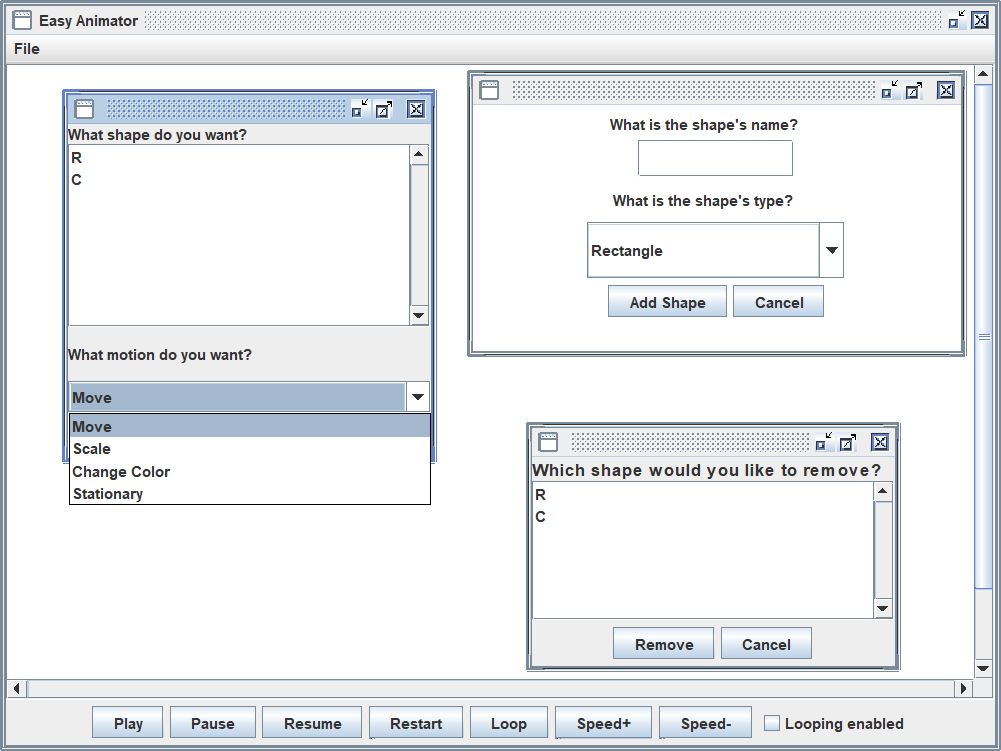 Easy Animator
File
What shape do you want?
R
C
What motion do you want?
Move
Move
Scale
Change Color
Stationary
What is the shape's name?
What is the shape's type?
Rectangle
Add Shape Cancel
Which shape would you like to remove?
R
C
Remove Cancel
Play Pause Resume Restart Loop Speed+ Speed- Looping enabled